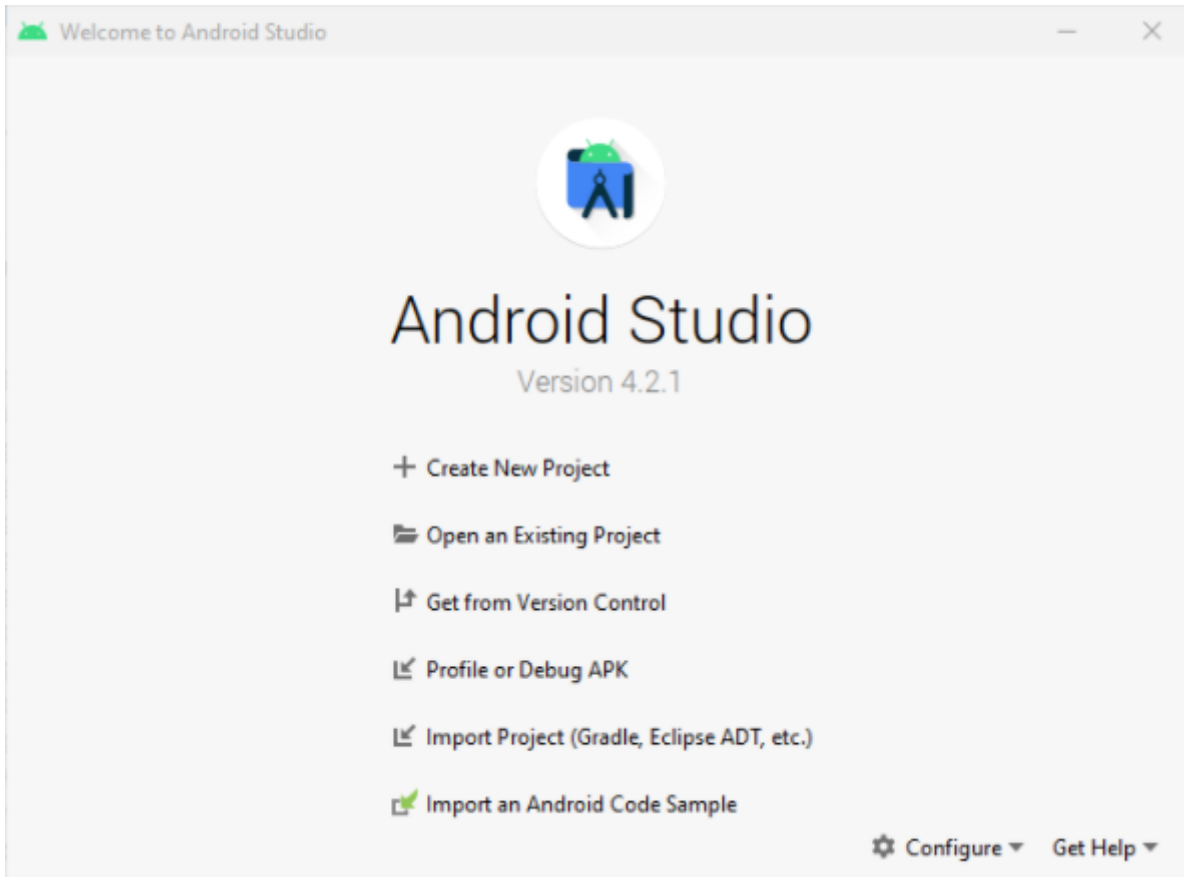 Welcome to Android Studio
Android Studio
Version 4.2.1
Create New Project
Open an Existing Project
Get from Version Control
Profile or Debug APK
Import Project (Gradle, Eclipse ADT, etc.)
Import an Android Code Sample
Configure Get Help